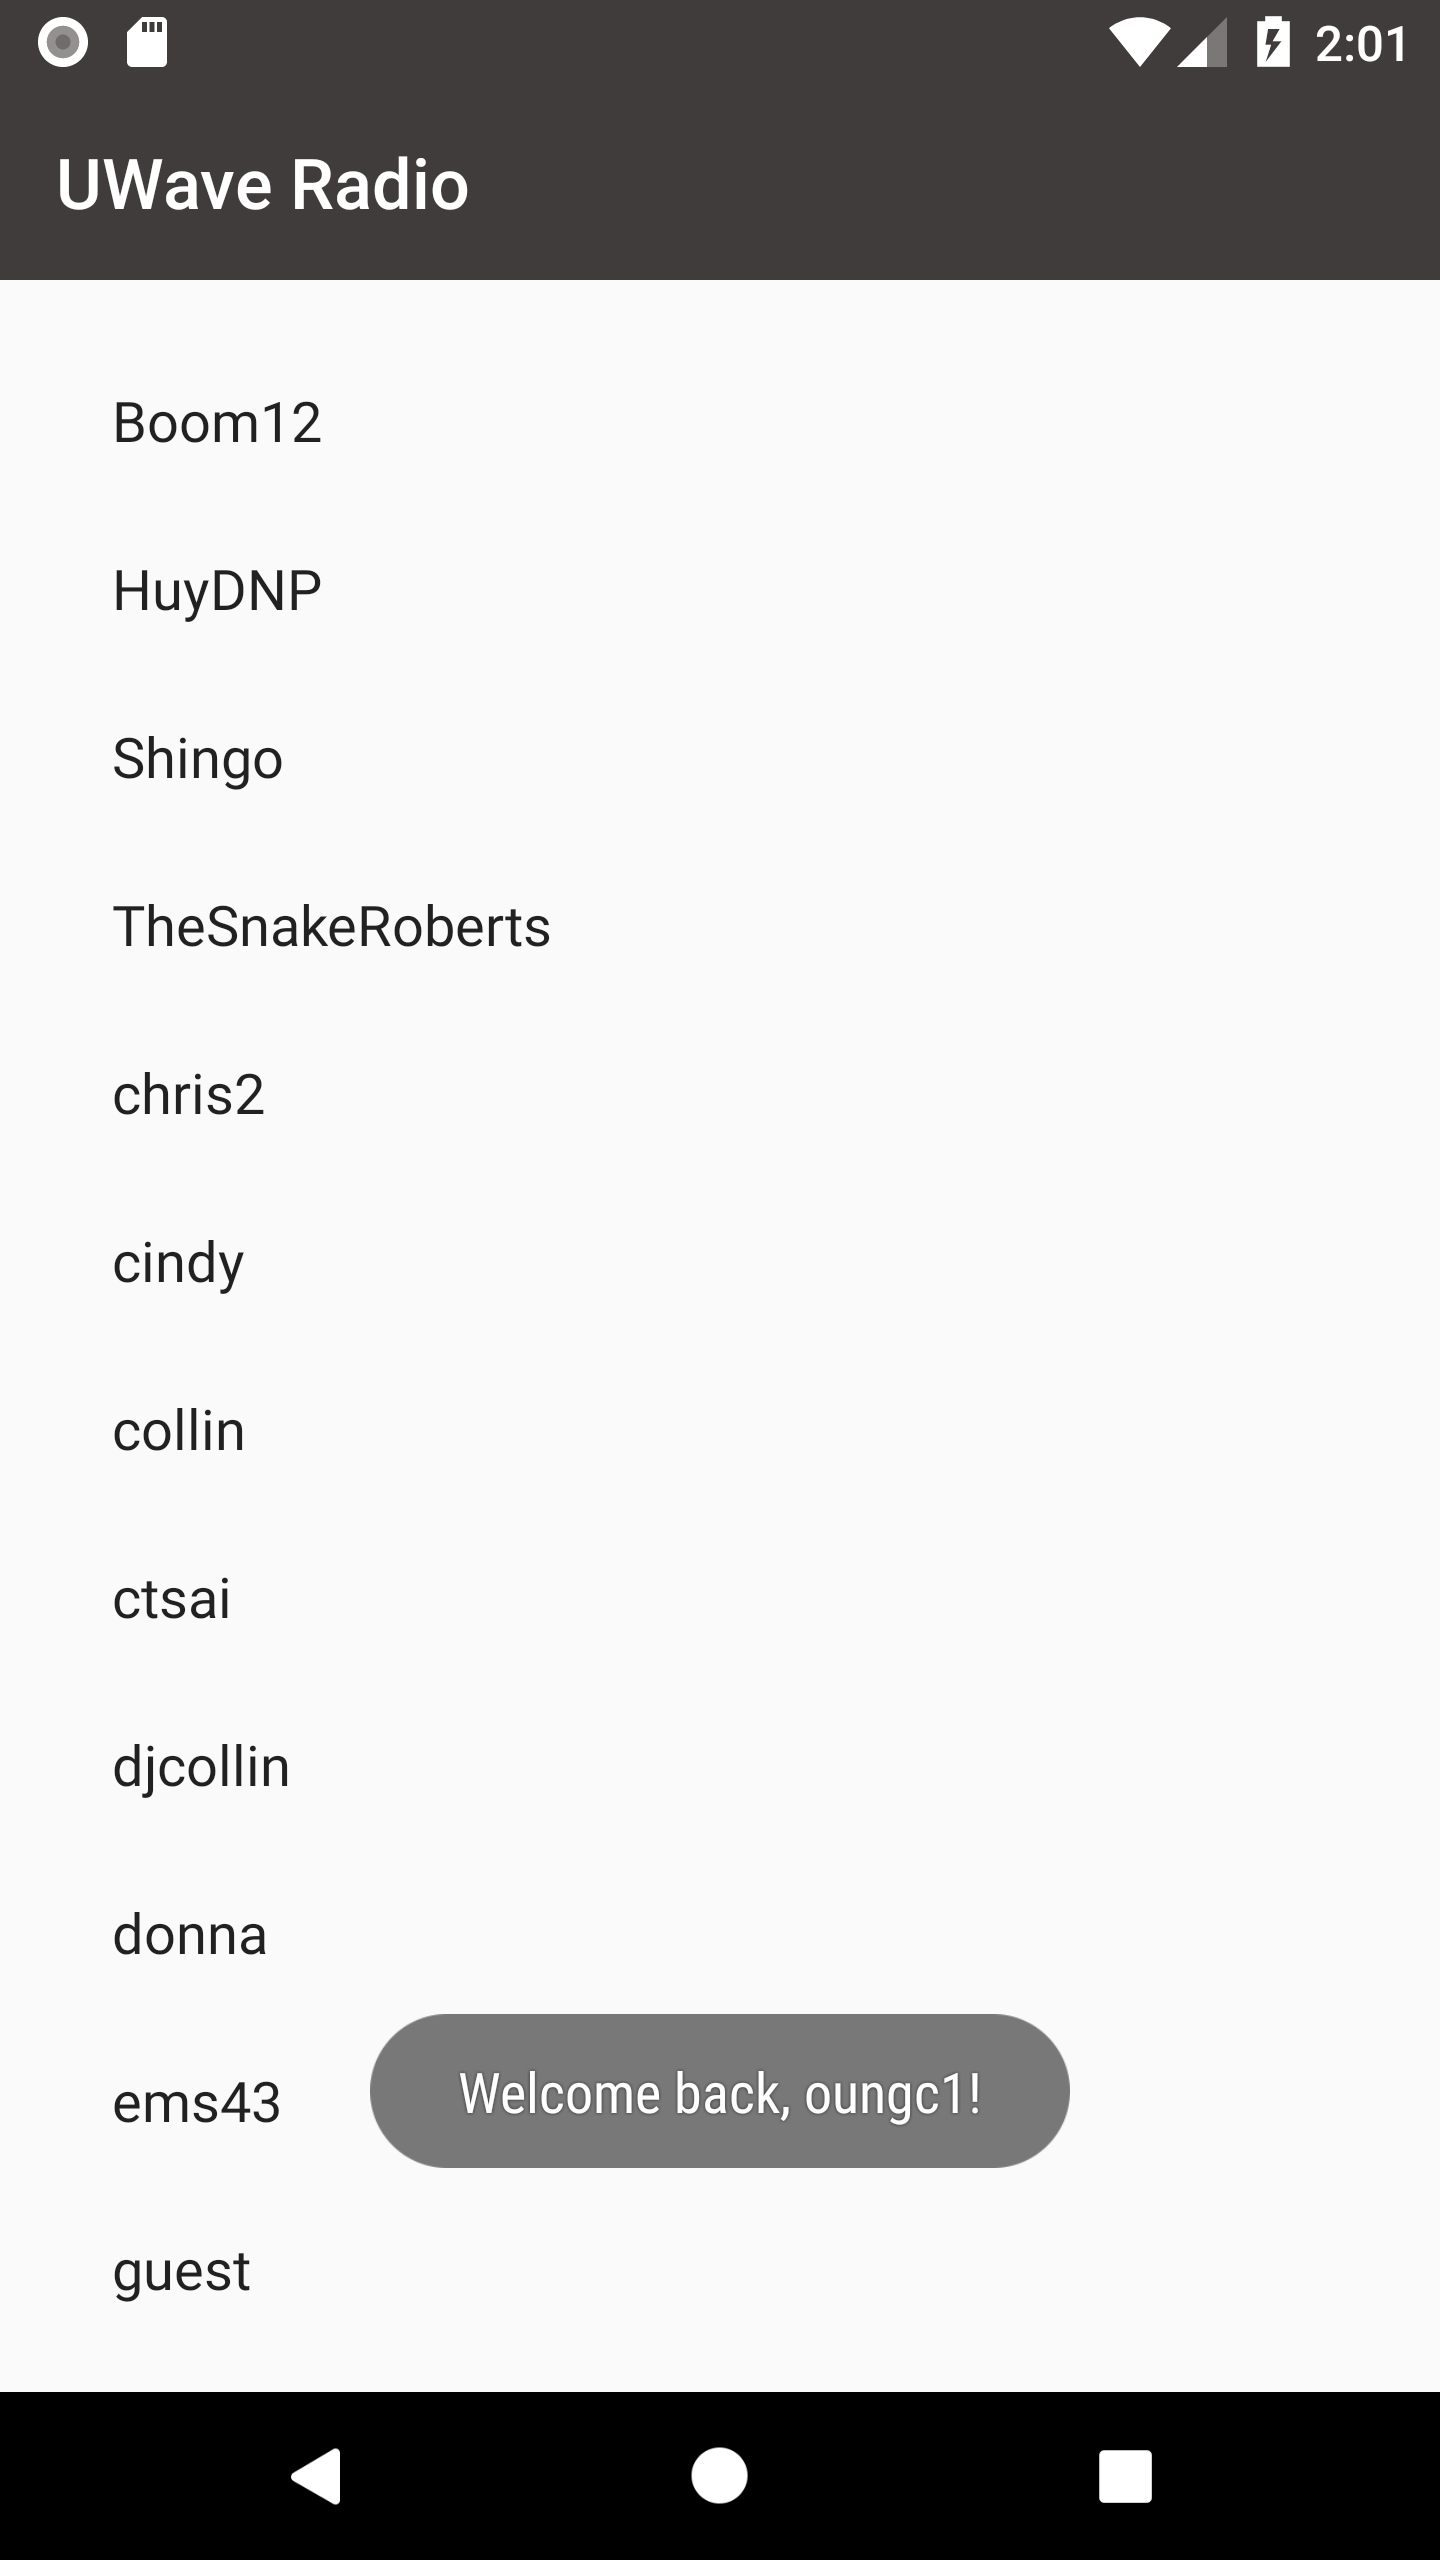 2:01
UWave Radio
Boom12
HuyDNP
Shingo
TheSnakeRoberts
chris2
cindy
collin
ctsai
djcollin
donna
ems43
Welcome back, oungc1!
guest